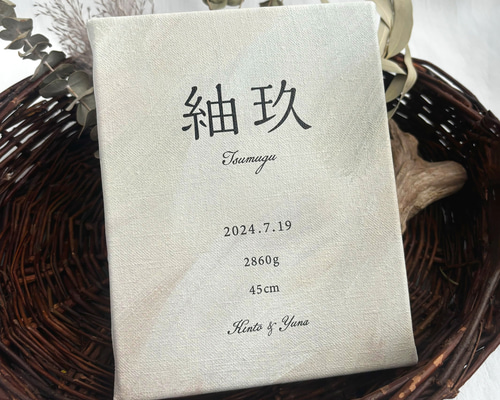 紬玖
Tsumugu
2024.7.19
2860g
45cm
Kinto & Yuna